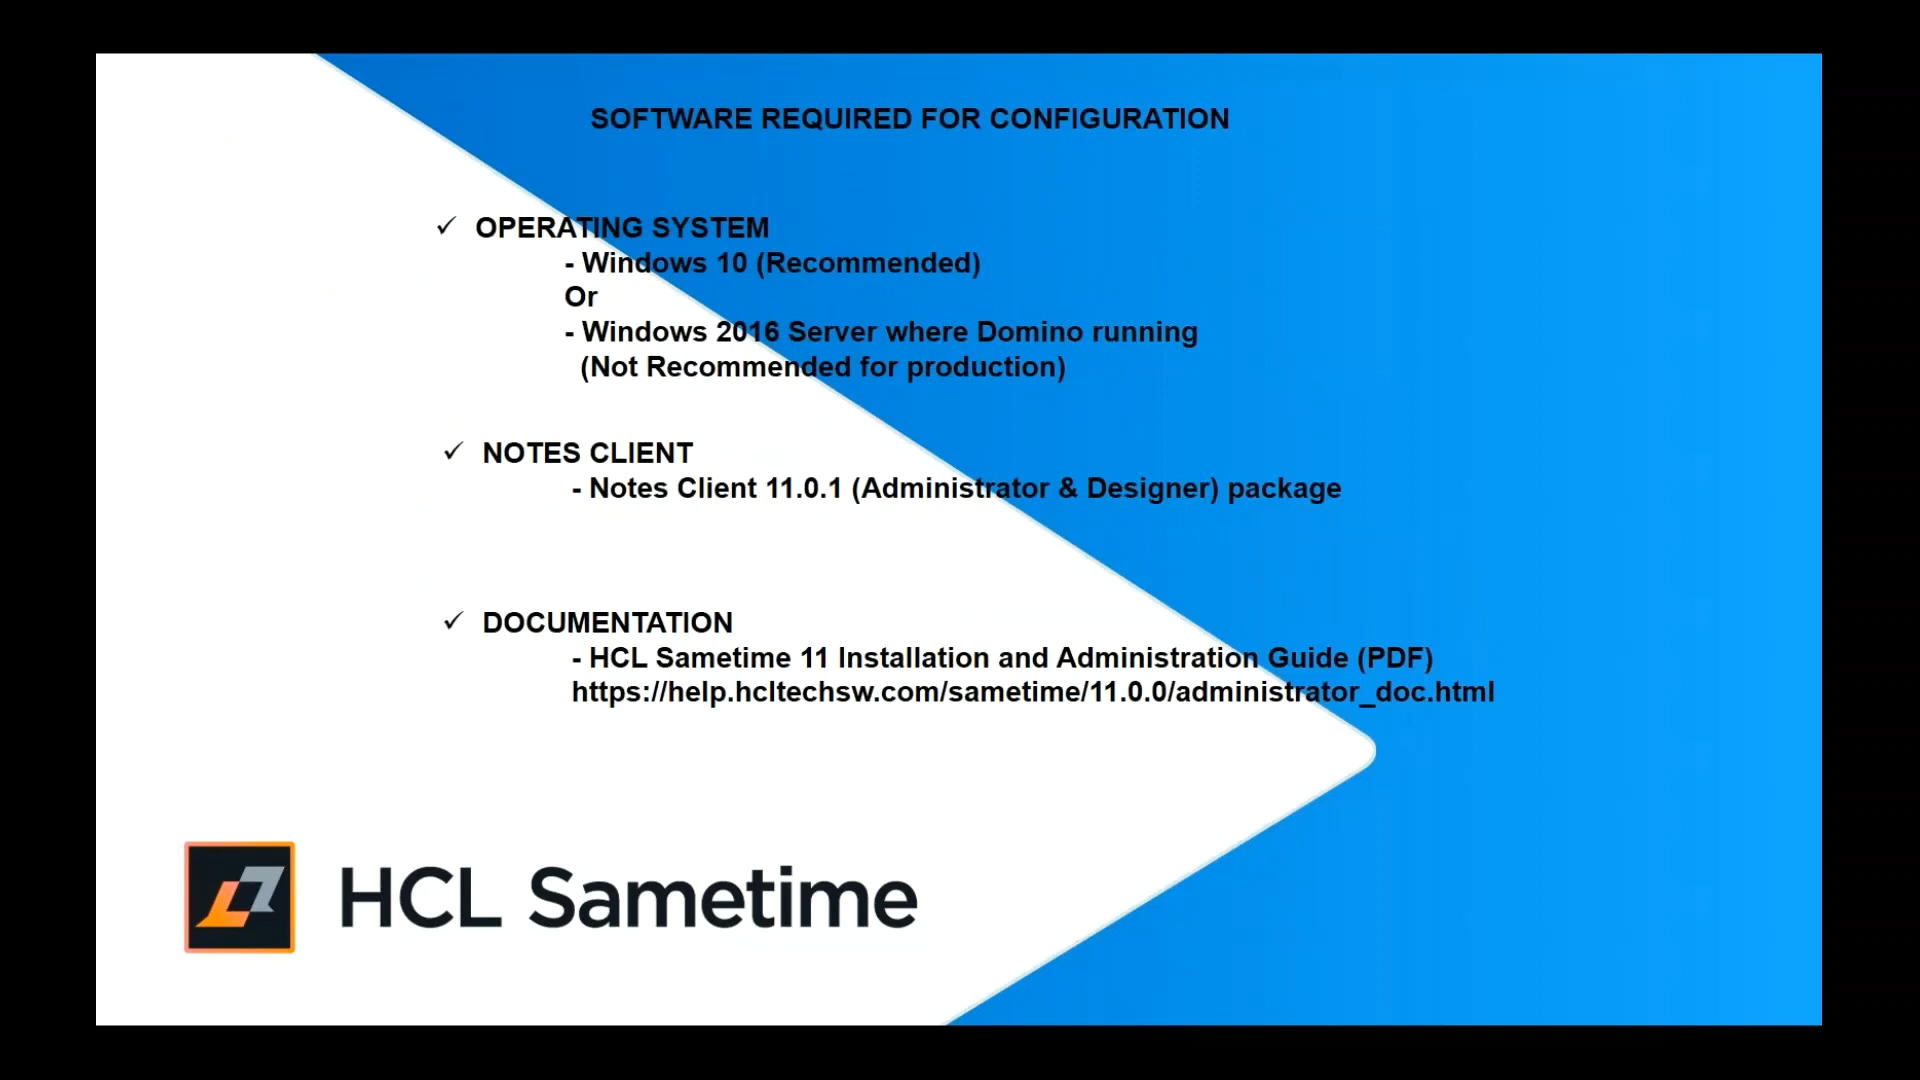 SOFTWARE REQUIRED FOR CONFIGURATION
✓ OPERATING SYSTEM
- Windows 10 (Recommended)
Or
- Windows 2016 Server where Domino running
(Not Recommended for production)
✓ NOTES CLIENT
- Notes Client 11.0.1 (Administrator & Designer) package
✓ DOCUMENTATION
- HCL Sametime 11 Installation and Administration Guide (PDF)
https://help.hcltechsw.com/sametime/11.0.0/administrator_doc.html
HCL Sametime